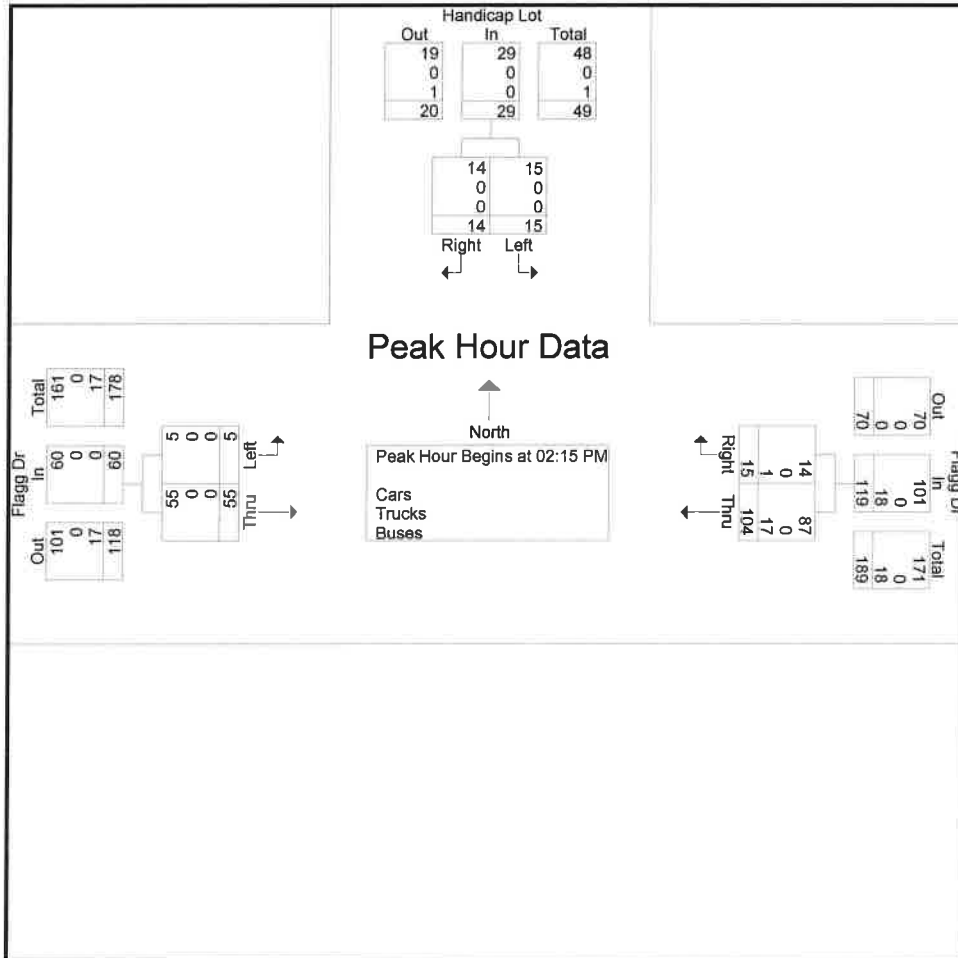 Handicap Lot
Out In Total
19 29 48
0 0 0
1 0 1
20 29 49
14 15
0 0
0 0
14 15
Right Left
Peak Hour Data
North
Peak Hour Begins at 02:15 PM
Cars
Trucks
Buses
Flagg Dr
Total In Out
161 60 101
0 0 0
17 0 17
178 60 118
Left Thru
5 55
0 0
0 0
5 55
Flagg Dr
Out In Total
70 101 171
0 0 0
0 18 18
70 119 189
Right Thru
14 87
0 0
1 17
15 104